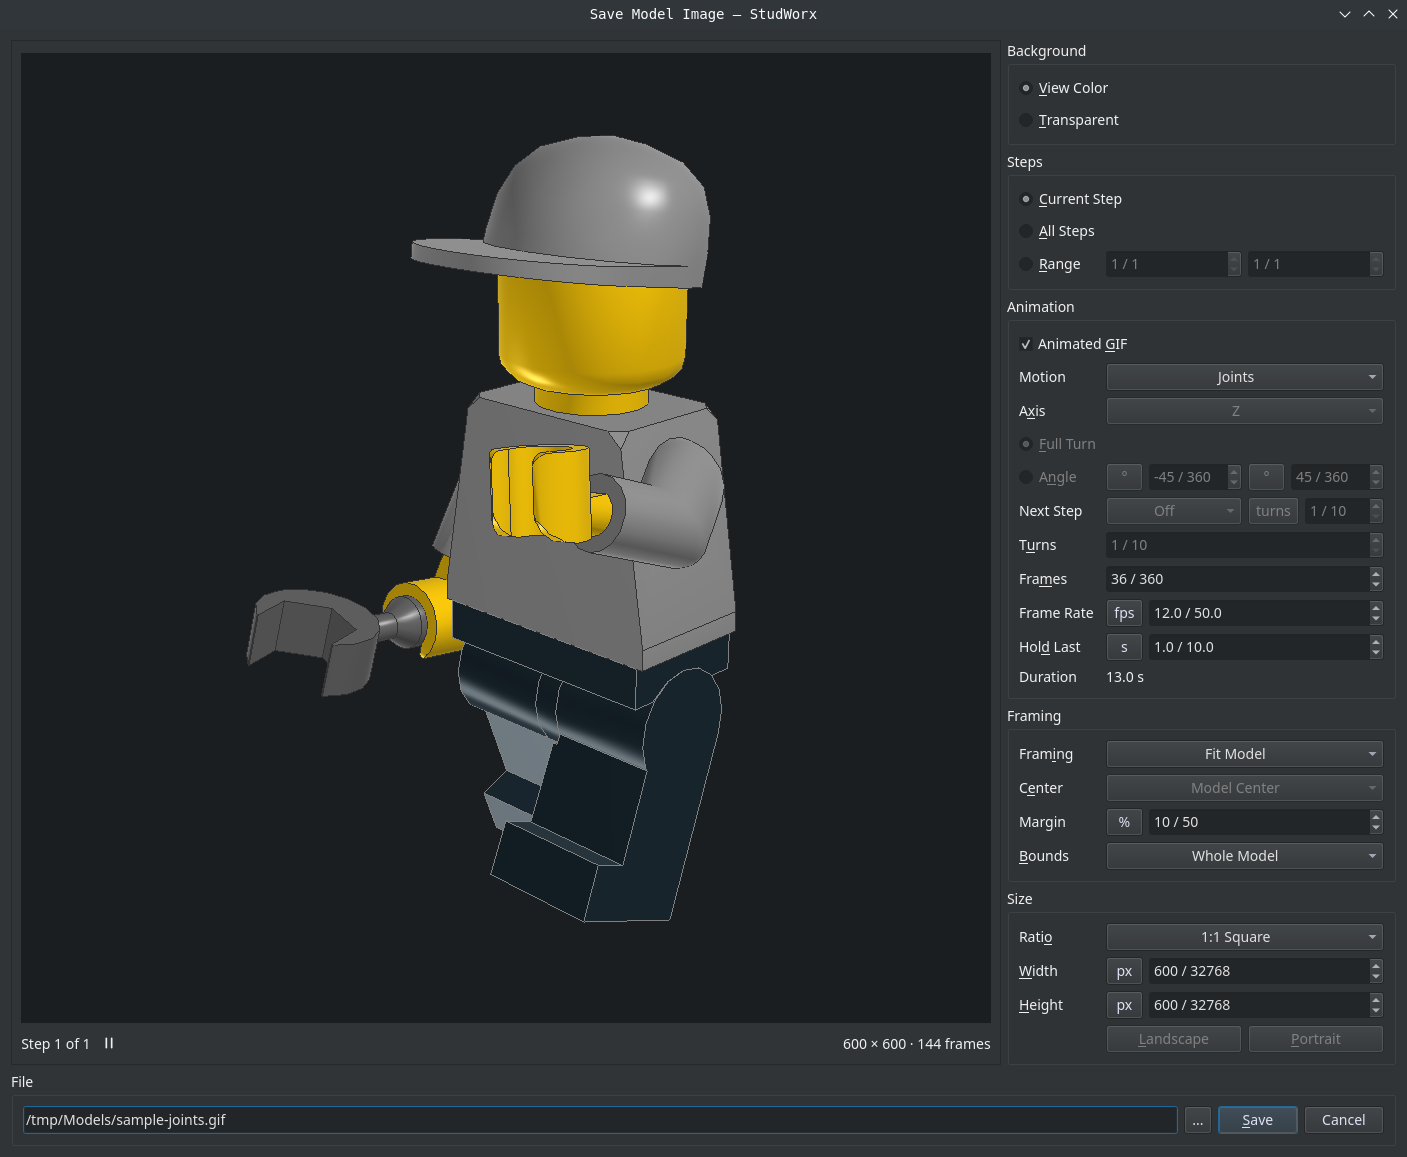 Save Model Image — StudWorx
Background
View Color
Transparent
Steps
Current Step
All Steps
Range 1 / 1 1 / 1
Animation
Animated GIF
Motion Joints
Axis Z
Full Turn
Angle ° -45 / 360 ° 45 / 360
Next Step Off turns 1 / 10
Turns 1 / 10
Frames 36 / 360
Frame Rate fps 12.0 / 50.0
Hold Last s 1.0 / 10.0
Duration 13.0 s
Framing
Framing Fit Model
Center Model Center
Margin % 10 / 50
Bounds Whole Model
Size
Ratio 1:1 Square
Width px 600 / 32768
Height px 600 / 32768
Landscape Portrait
Step 1 of 1 600 × 600 · 144 frames
File
/tmp/Models/sample-joints.gif ... Save Cancel